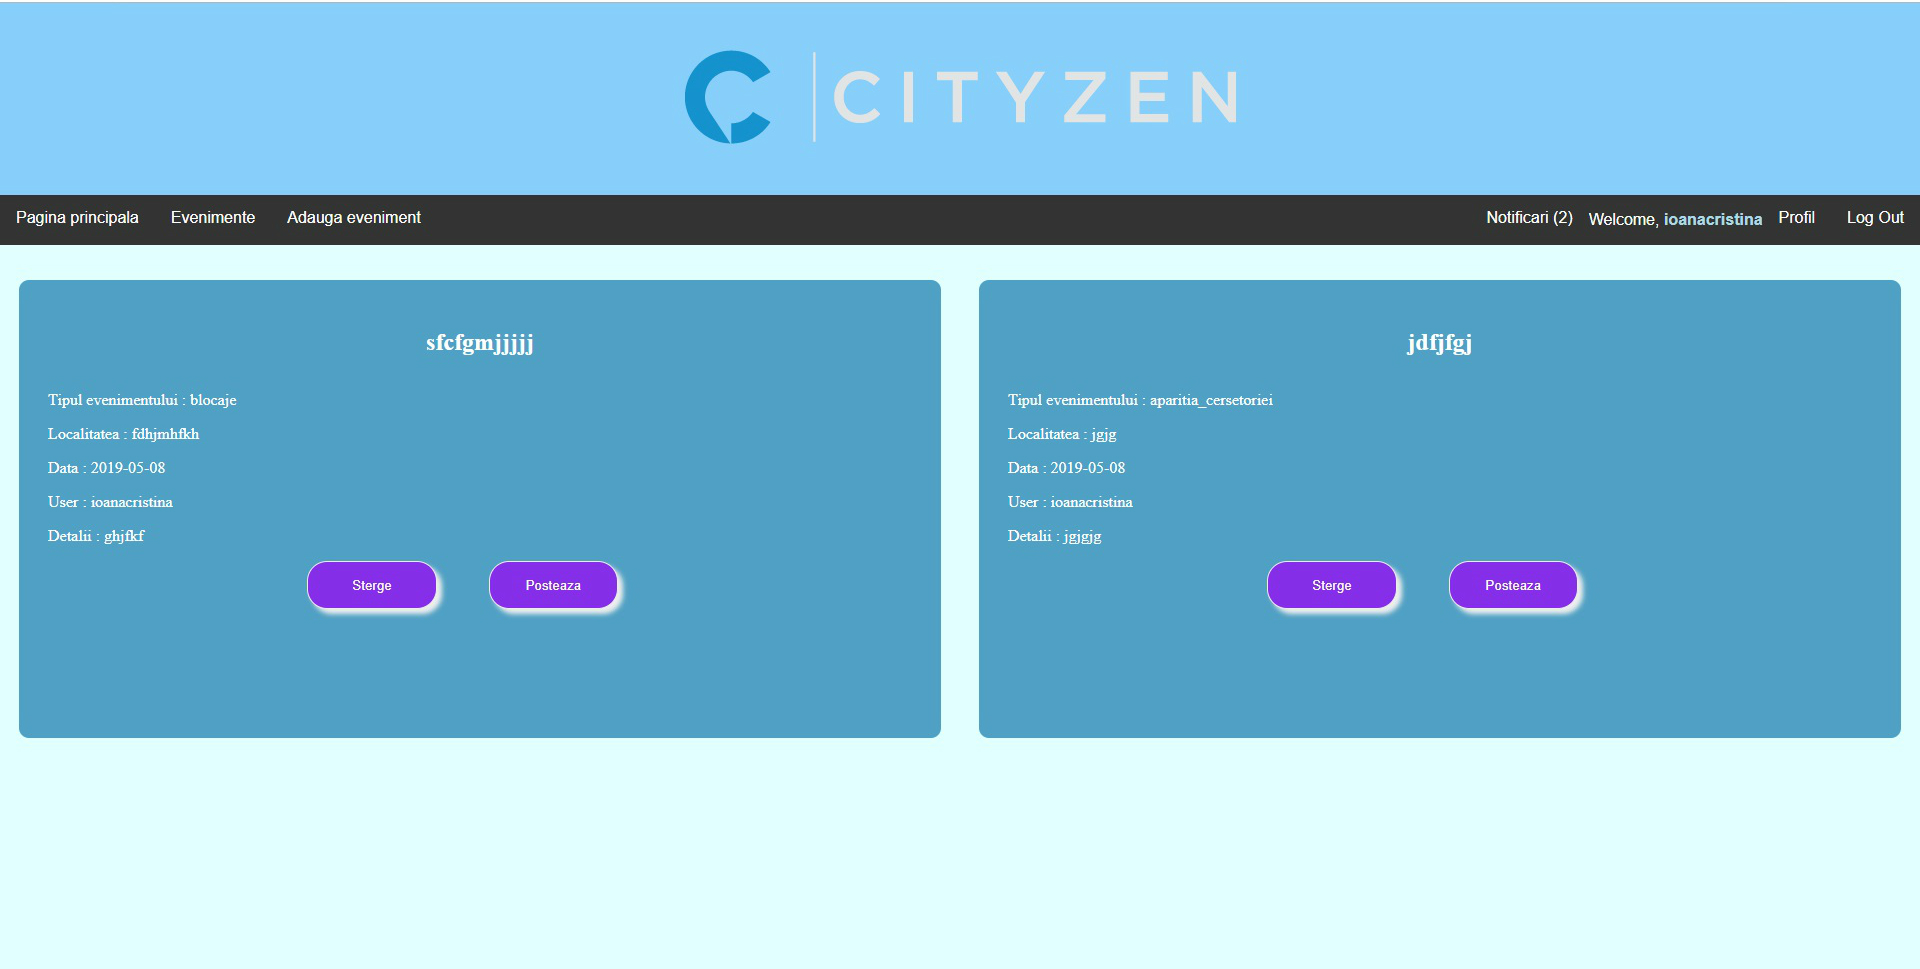 CITYZEN
Pagina principala Evenimente Adauga eveniment Notificari (2) Welcome, ioanacristina Profil Log Out
sfcfgmjjjjj
Tipul evenimentului : blocaje
Localitatea : fdhjmhfkh
Data : 2019-05-08
User : ioanacristina
Detalii : ghjfkf
Sterge Posteaza
jdfjfgj
Tipul evenimentului : aparitia_cersetoriei
Localitatea : jgjg
Data : 2019-05-08
User : ioanacristina
Detalii : jgjgjg
Sterge Posteaza